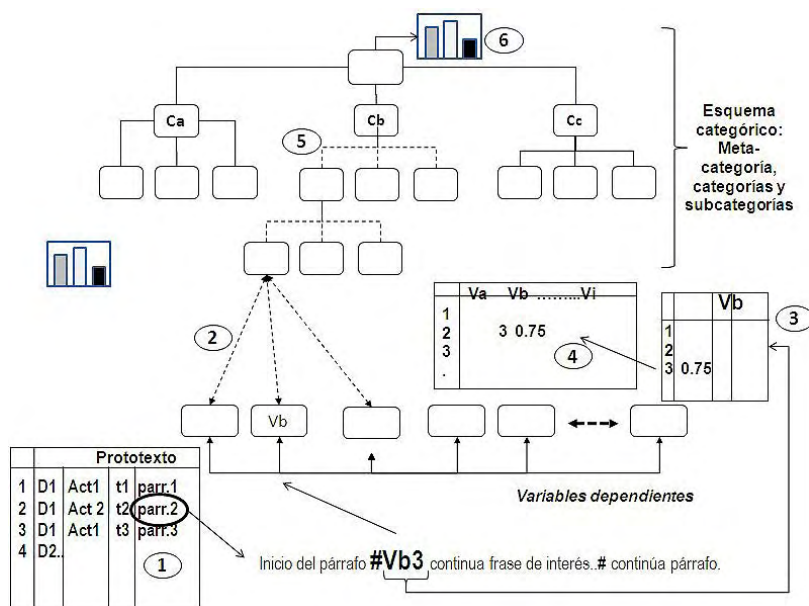 6
Ca
Cb
Cc
5
Esquema
categórico:
Meta-
categoría,
categorías y
subcategorías
Va Vb .........Vi
1
2 3 0.75
3
.
4
Vb
1
2
3 0.75
3
2
Vb
Variables dependientes
Prototexto
1 D1 Act1 t1 parr.1
2 D1 Act 2 t2 parr.2
3 D1 Act1 t3 parr.3
4 D2..
1
Inicio del párrafo #Vb3 continua frase de interés..# continúa párrafo.